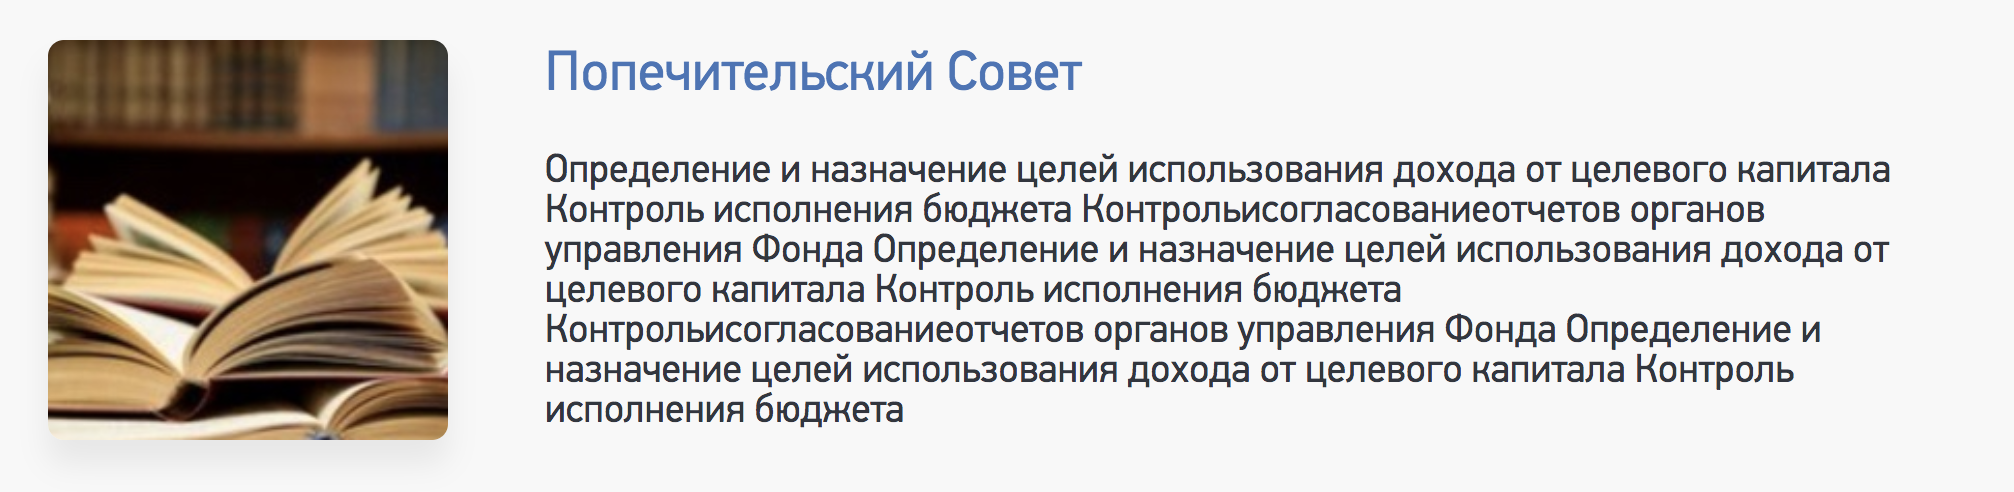 Попечительский Совет
Определение и назначение целей использования дохода от целевого капитала
Контроль исполнения бюджета Контрольисогласованиеотчетов органов
управления Фонда Определение и назначение целей использования дохода от
целевого капитала Контроль исполнения бюджета
Контрольисогласованиеотчетов органов управления Фонда Определение и
назначение целей использования дохода от целевого капитала Контроль
исполнения бюджета